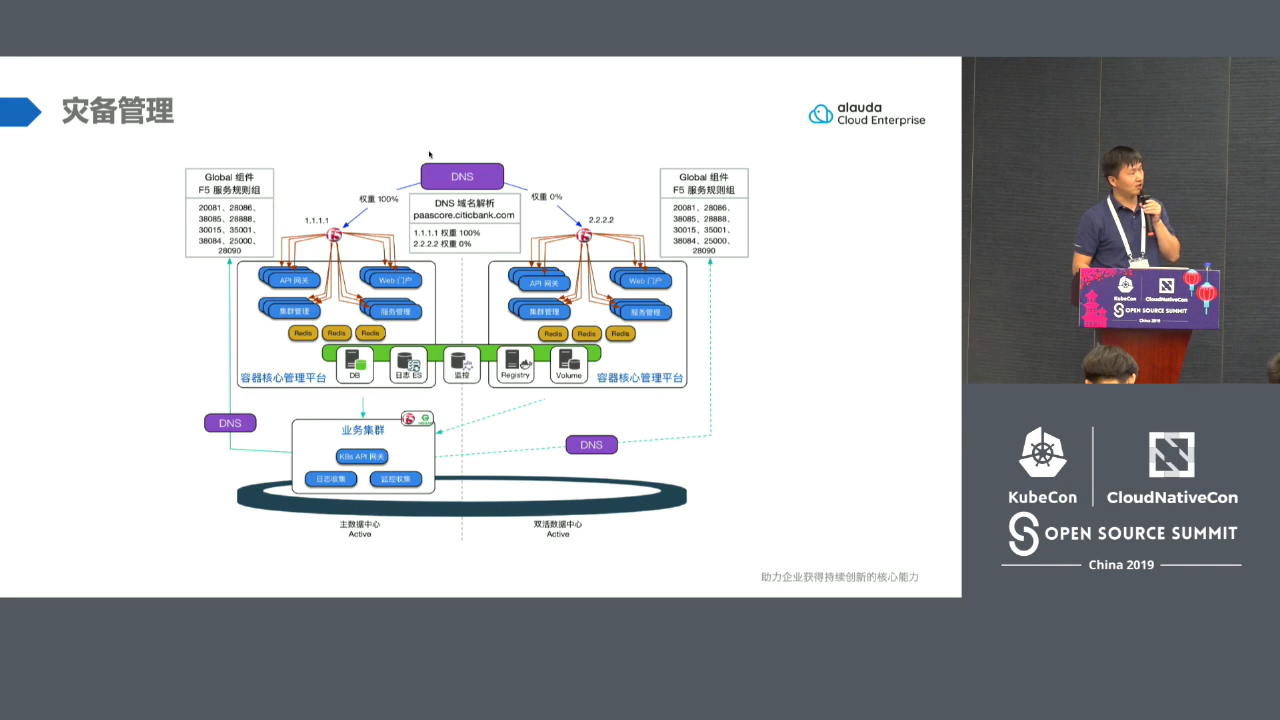 灾备管理
alauda
Cloud Enterprise
Global 组件
F5 服务规则组
20081、28086、
38085、28888、
30015、35001、
38084、25000、
28090
DNS
权重 100%
权重 0%
DNS 域名解析
paascore.citicbank.com
1.1.1.1 权重 100%
2.2.2.2 权重 0%
1.1.1.1
2.2.2.2
Global 组件
F5 服务规则组
20081、28086、
38085、28888、
30015、35001、
38084、25000、
28090
API 网关
Web 门户
集群管理
服务管理
Redis
Redis
Redis
API 网关
Web 门户
集群管理
服务管理
Redis
Redis
Redis
DB
日志 ES
监控
Registry
Volume
容器核心管理平台
容器核心管理平台
DNS
业务集群
K8s API 网关
日志收集
监控收集
DNS
主数据中心
Active
双活数据中心
Active
助力企业获得持续创新的核心能力
KubeCon
CloudNativeCon
OPEN SOURCE SUMMIT
China 2019
KubeCon
CloudNativeCon
OPEN SOURCE SUMMIT
China 2019